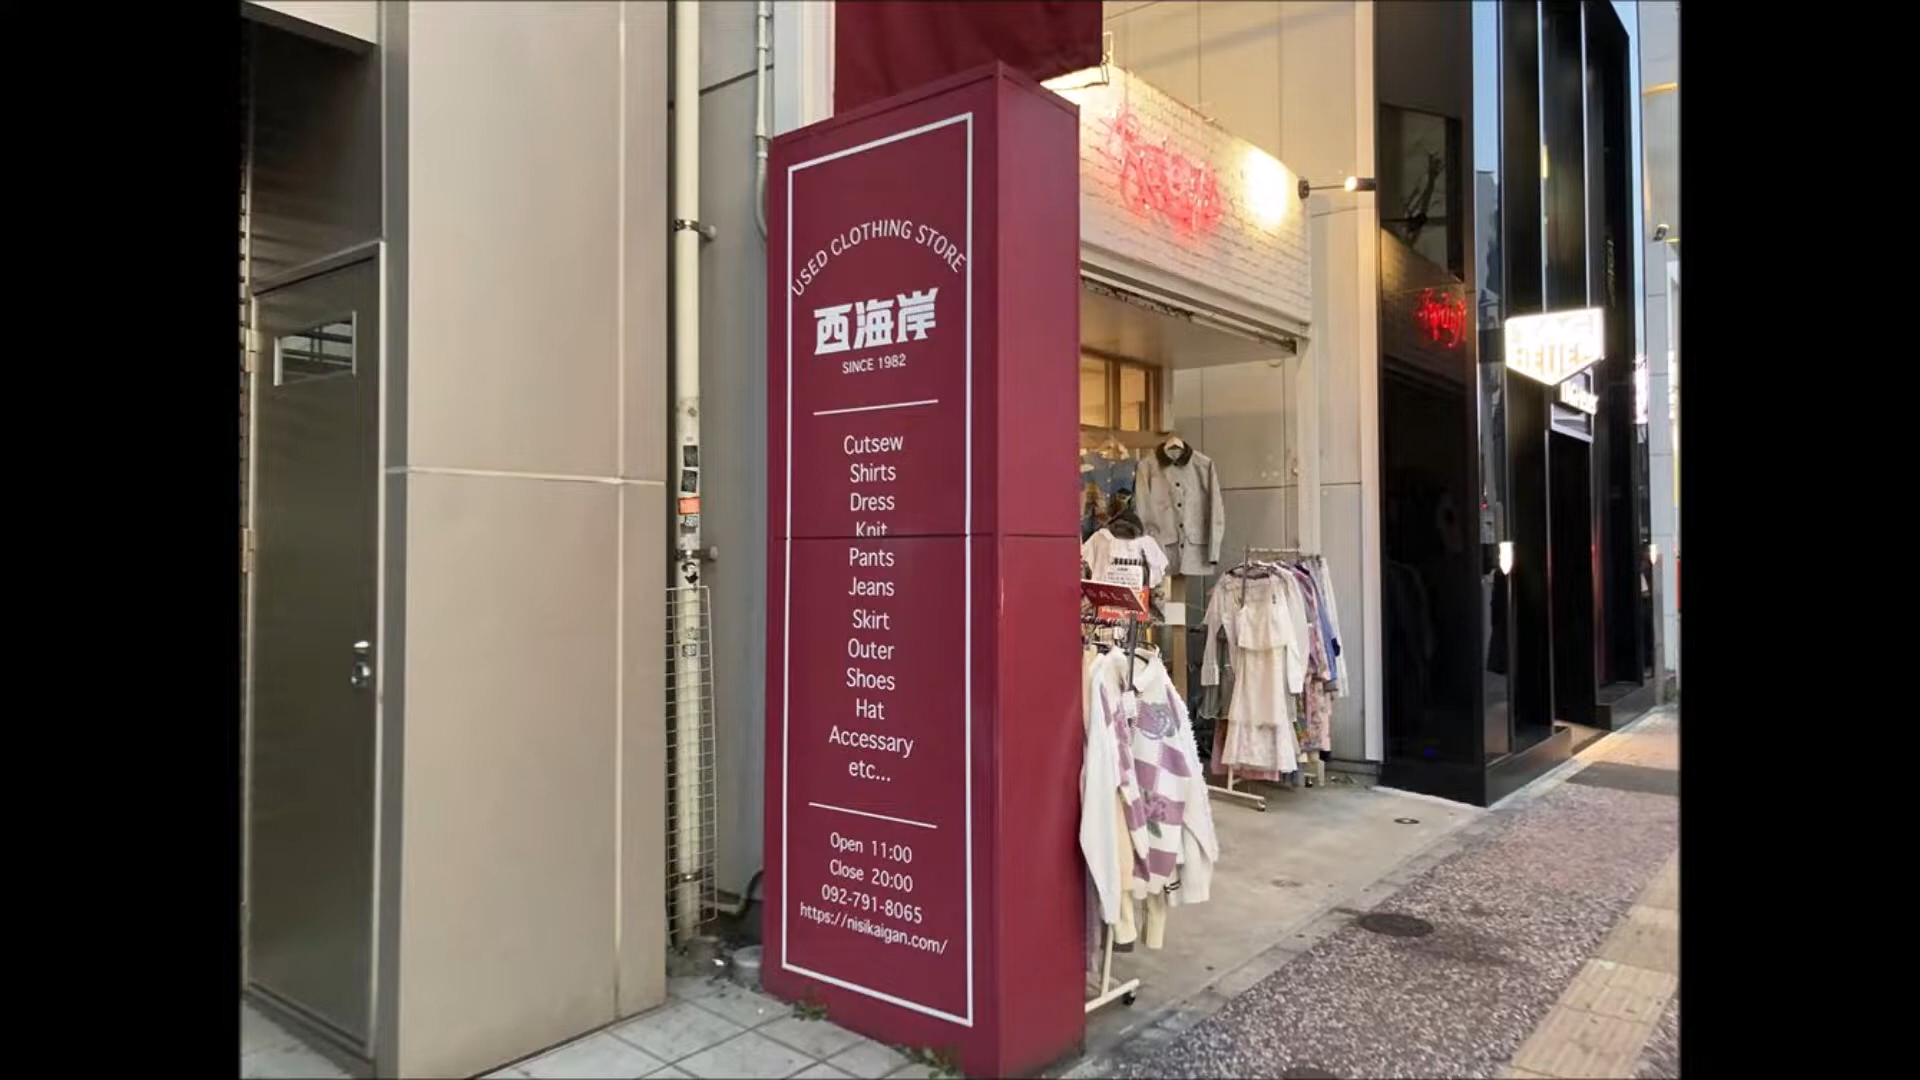 USED CLOTHING STORE
西海岸
SINCE 1982
Cutsew
Shirts
Dress
Knit
Pants
Jeans
Skirt
Outer
Shoes
Hat
Accessary
etc...
Open 11:00
Close 20:00
092-791-8065
https://nisikaigan.com/
SALE